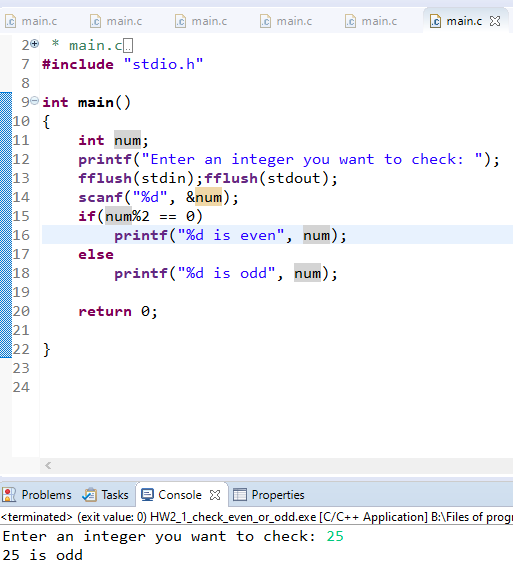 main.c main.c main.c main.c main.c main.c
2 * main.c
7 #include "stdio.h"
8
9 int main()
10 {
11 int num;
12 printf("Enter an integer you want to check: ");
13 fflush(stdin);fflush(stdout);
14 scanf("%d", &num);
15 if(num%2 == 0)
16 printf("%d is even", num);
17 else
18 printf("%d is odd", num);
19
20 return 0;
21
22 }
23
24
Problems Tasks Console Properties
<terminated> (exit value: 0) HW2_1_check_even_or_odd.exe [C/C++ Application] B:\Files of prog
Enter an integer you want to check: 25
25 is odd